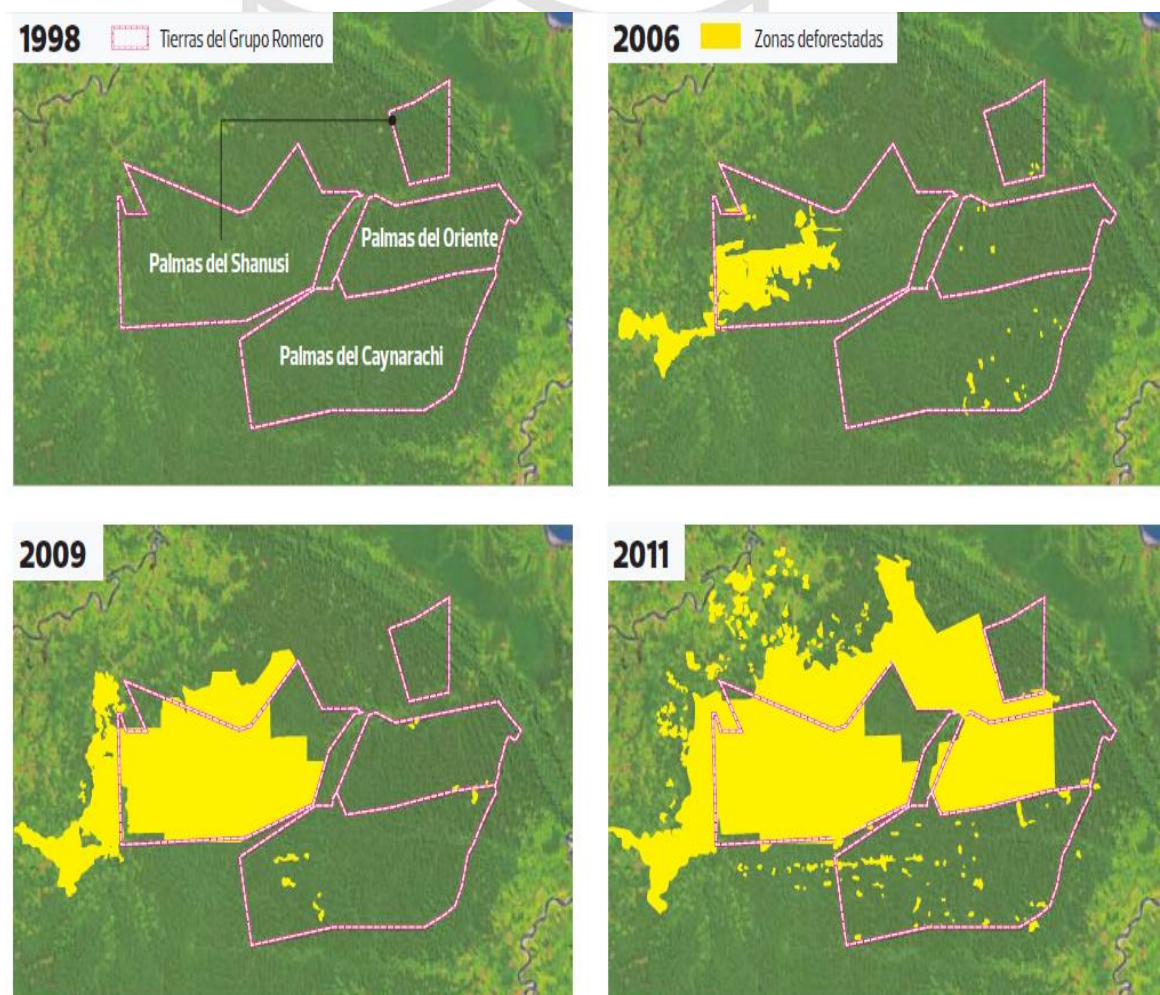 1998
Tierras del Grupo Romero
2006
Zonas deforestadas
Palmas del Oriente
Palmas del Shanusi
Palmas del Caynarachi
2009
2011